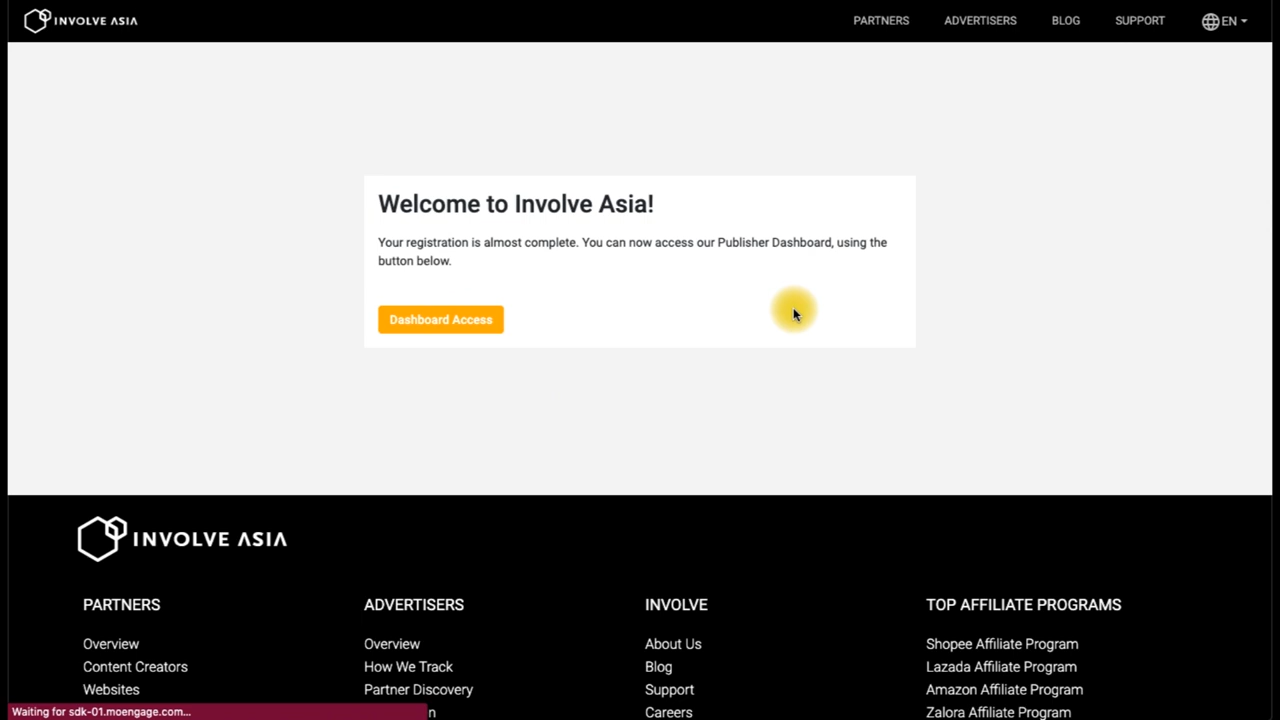 INVOLVE ASIA
PARTNERS
ADVERTISERS
BLOG
SUPPORT
EN
Welcome to Involve Asia!
Your registration is almost complete. You can now access our Publisher Dashboard, using the
button below.
Dashboard Access
INVOLVE ASIA
PARTNERS
Overview
Content Creators
Websites
ADVERTISERS
Overview
How We Track
Partner Discovery
n
INVOLVE
About Us
Blog
Support
Careers
TOP AFFILIATE PROGRAMS
Shopee Affiliate Program
Lazada Affiliate Program
Amazon Affiliate Program
Zalora Affiliate Program
Waiting for sdk-01.moengage.com...